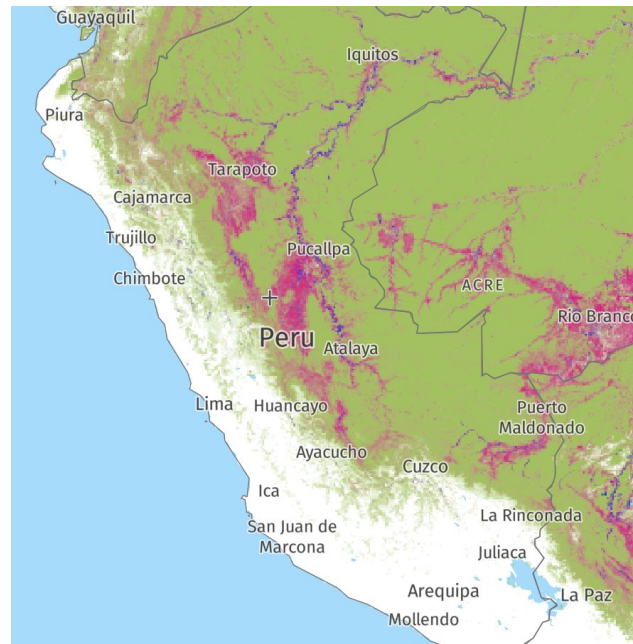 Guayaquil
Iquitos
Piura
Tarapoto
Cajamarca
Trujillo
Pucallpa
Chimbote
ACRE
Rio Branco
Peru
Atalaya
Lima
Huancayo
Puerto
Maldonado
Ayacucho
Cuzco
Ica
La Rinconada
San Juan de
Marcona
Juliaca
Arequipa
La Paz
Mollendo